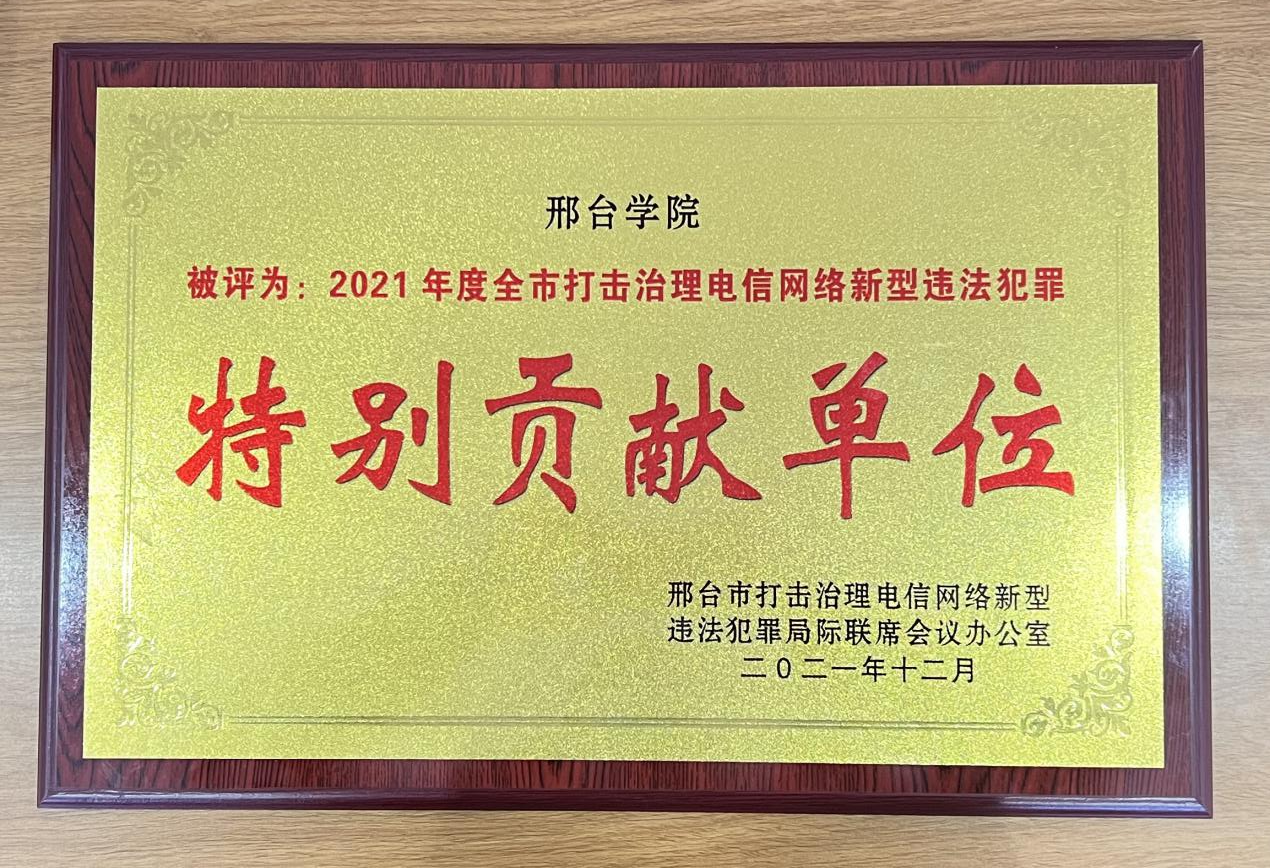 邢台学院
被评为：2021年度全市打击治理电信网络新型违法犯罪
特别贡献单位
邢台市打击治理电信网络新型
违法犯罪局际联席会议办公室
二0二一年十二月